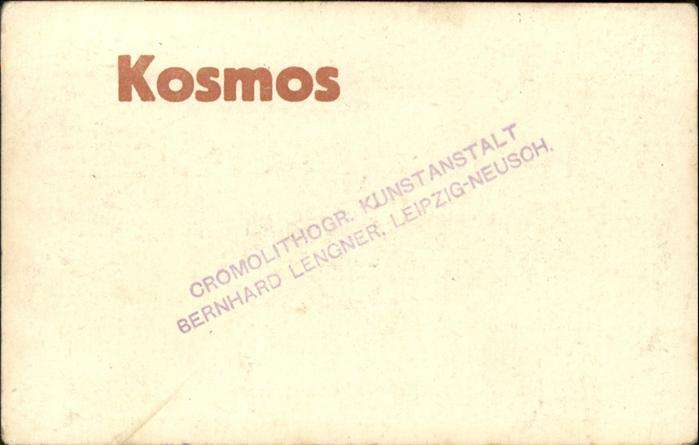 Kosmos
CROMOLITHOGR. KUNSTANSTALT
BERNHARD LENGNER, LEIPZIG-NEUSCH.